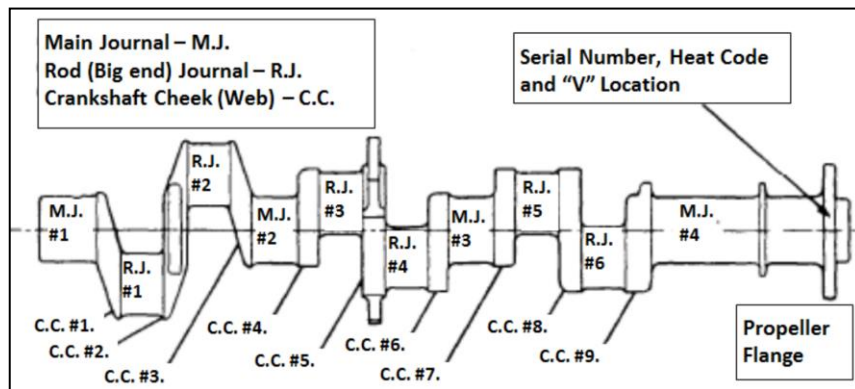 Main Journal – M.J.
Rod (Big end) Journal – R.J.
Crankshaft Cheek (Web) – C.C.
Serial Number, Heat Code
and “V” Location
R.J.
#2
R.J.
#3
R.J.
#5
M.J.
#1
M.J.
#2
M.J.
#3
M.J.
#4
R.J.
#1
R.J.
#4
R.J.
#6
C.C. #1.
C.C. #2.
C.C. #3.
C.C. #4.
C.C. #5.
C.C. #6.
C.C. #7.
C.C. #8.
C.C. #9.
Propeller
Flange